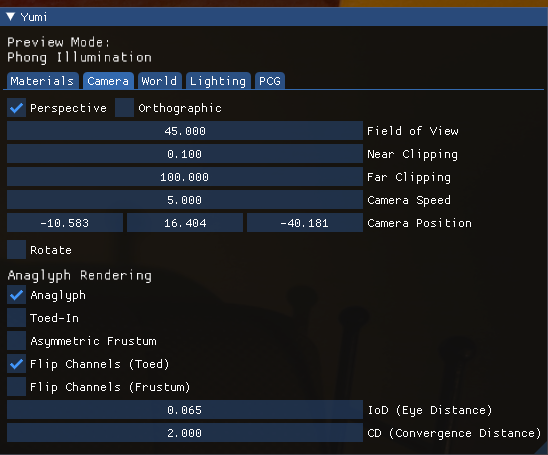 Yumi
Preview Mode:
Phong Illumination
Materials Camera World Lighting PCG
Perspective Orthographic
45.000 Field of View
0.100 Near Clipping
100.000 Far Clipping
5.000 Camera Speed
-10.583 16.404 -40.181 Camera Position
Rotate
Anaglyph Rendering
Anaglyph
Toed-In
Asymmetric Frustum
Flip Channels (Toed)
Flip Channels (Frustum)
0.065 IoD (Eye Distance)
2.000 CD (Convergence Distance)